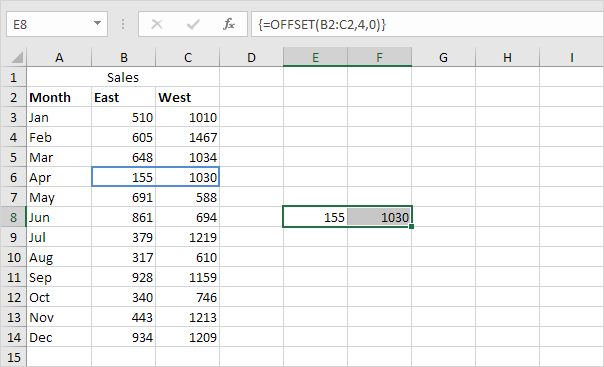 E8 fx {=OFFSET(B2:C2,4,0)}
A B C D E F G H I
1 Sales
2 Month East West
3 Jan 510 1010
4 Feb 605 1467
5 Mar 648 1034
6 Apr 155 1030
7 May 691 588
8 Jun 861 694 155 1030
9 Jul 379 1219
10 Aug 317 610
11 Sep 928 1159
12 Oct 340 746
13 Nov 443 1213
14 Dec 934 1209
15